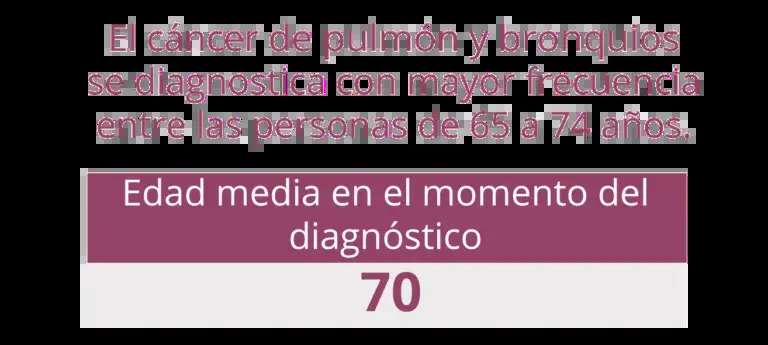 El cáncer de pulmón y bronquios
se diagnostica con mayor frecuencia
entre las personas de 65 a 74 años.
Edad media en el momento del
diagnóstico
70